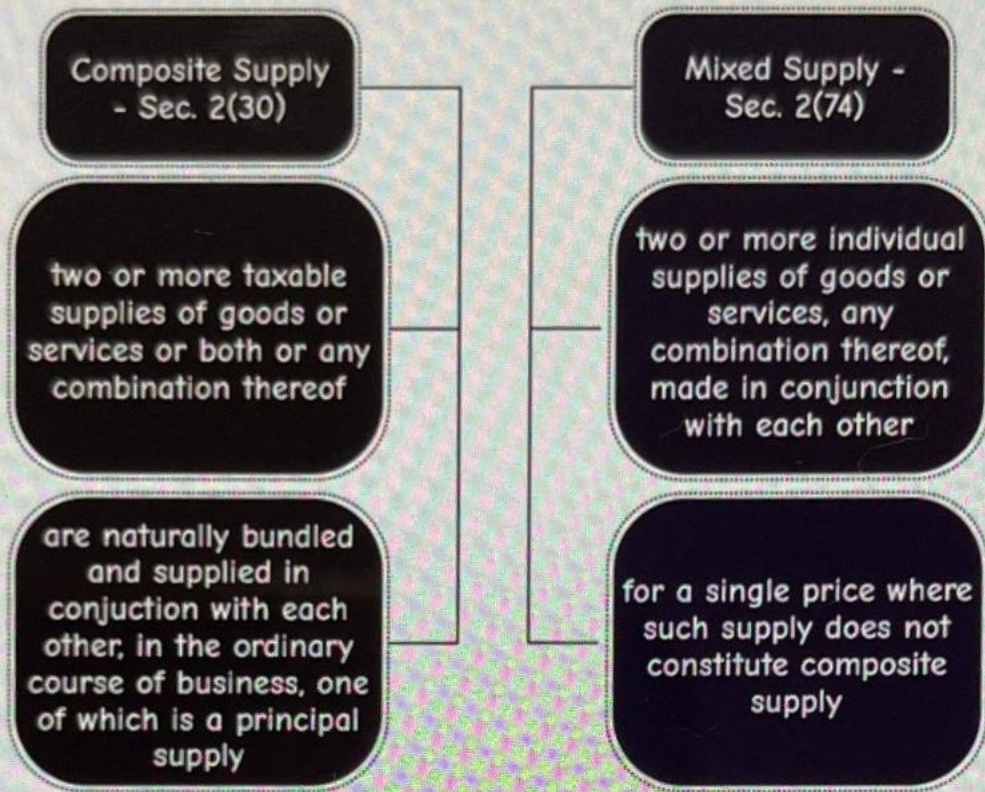 Composite Supply
- Sec. 2(30)
two or more taxable
supplies of goods or
services or both or any
combination thereof
are naturally bundled
and supplied in
conjuction with each
other, in the ordinary
course of business, one
of which is a principal
supply
Mixed Supply -
Sec. 2(74)
two or more individual
supplies of goods or
services, any
combination thereof,
made in conjunction
with each other
for a single price where
such supply does not
constitute composite
supply